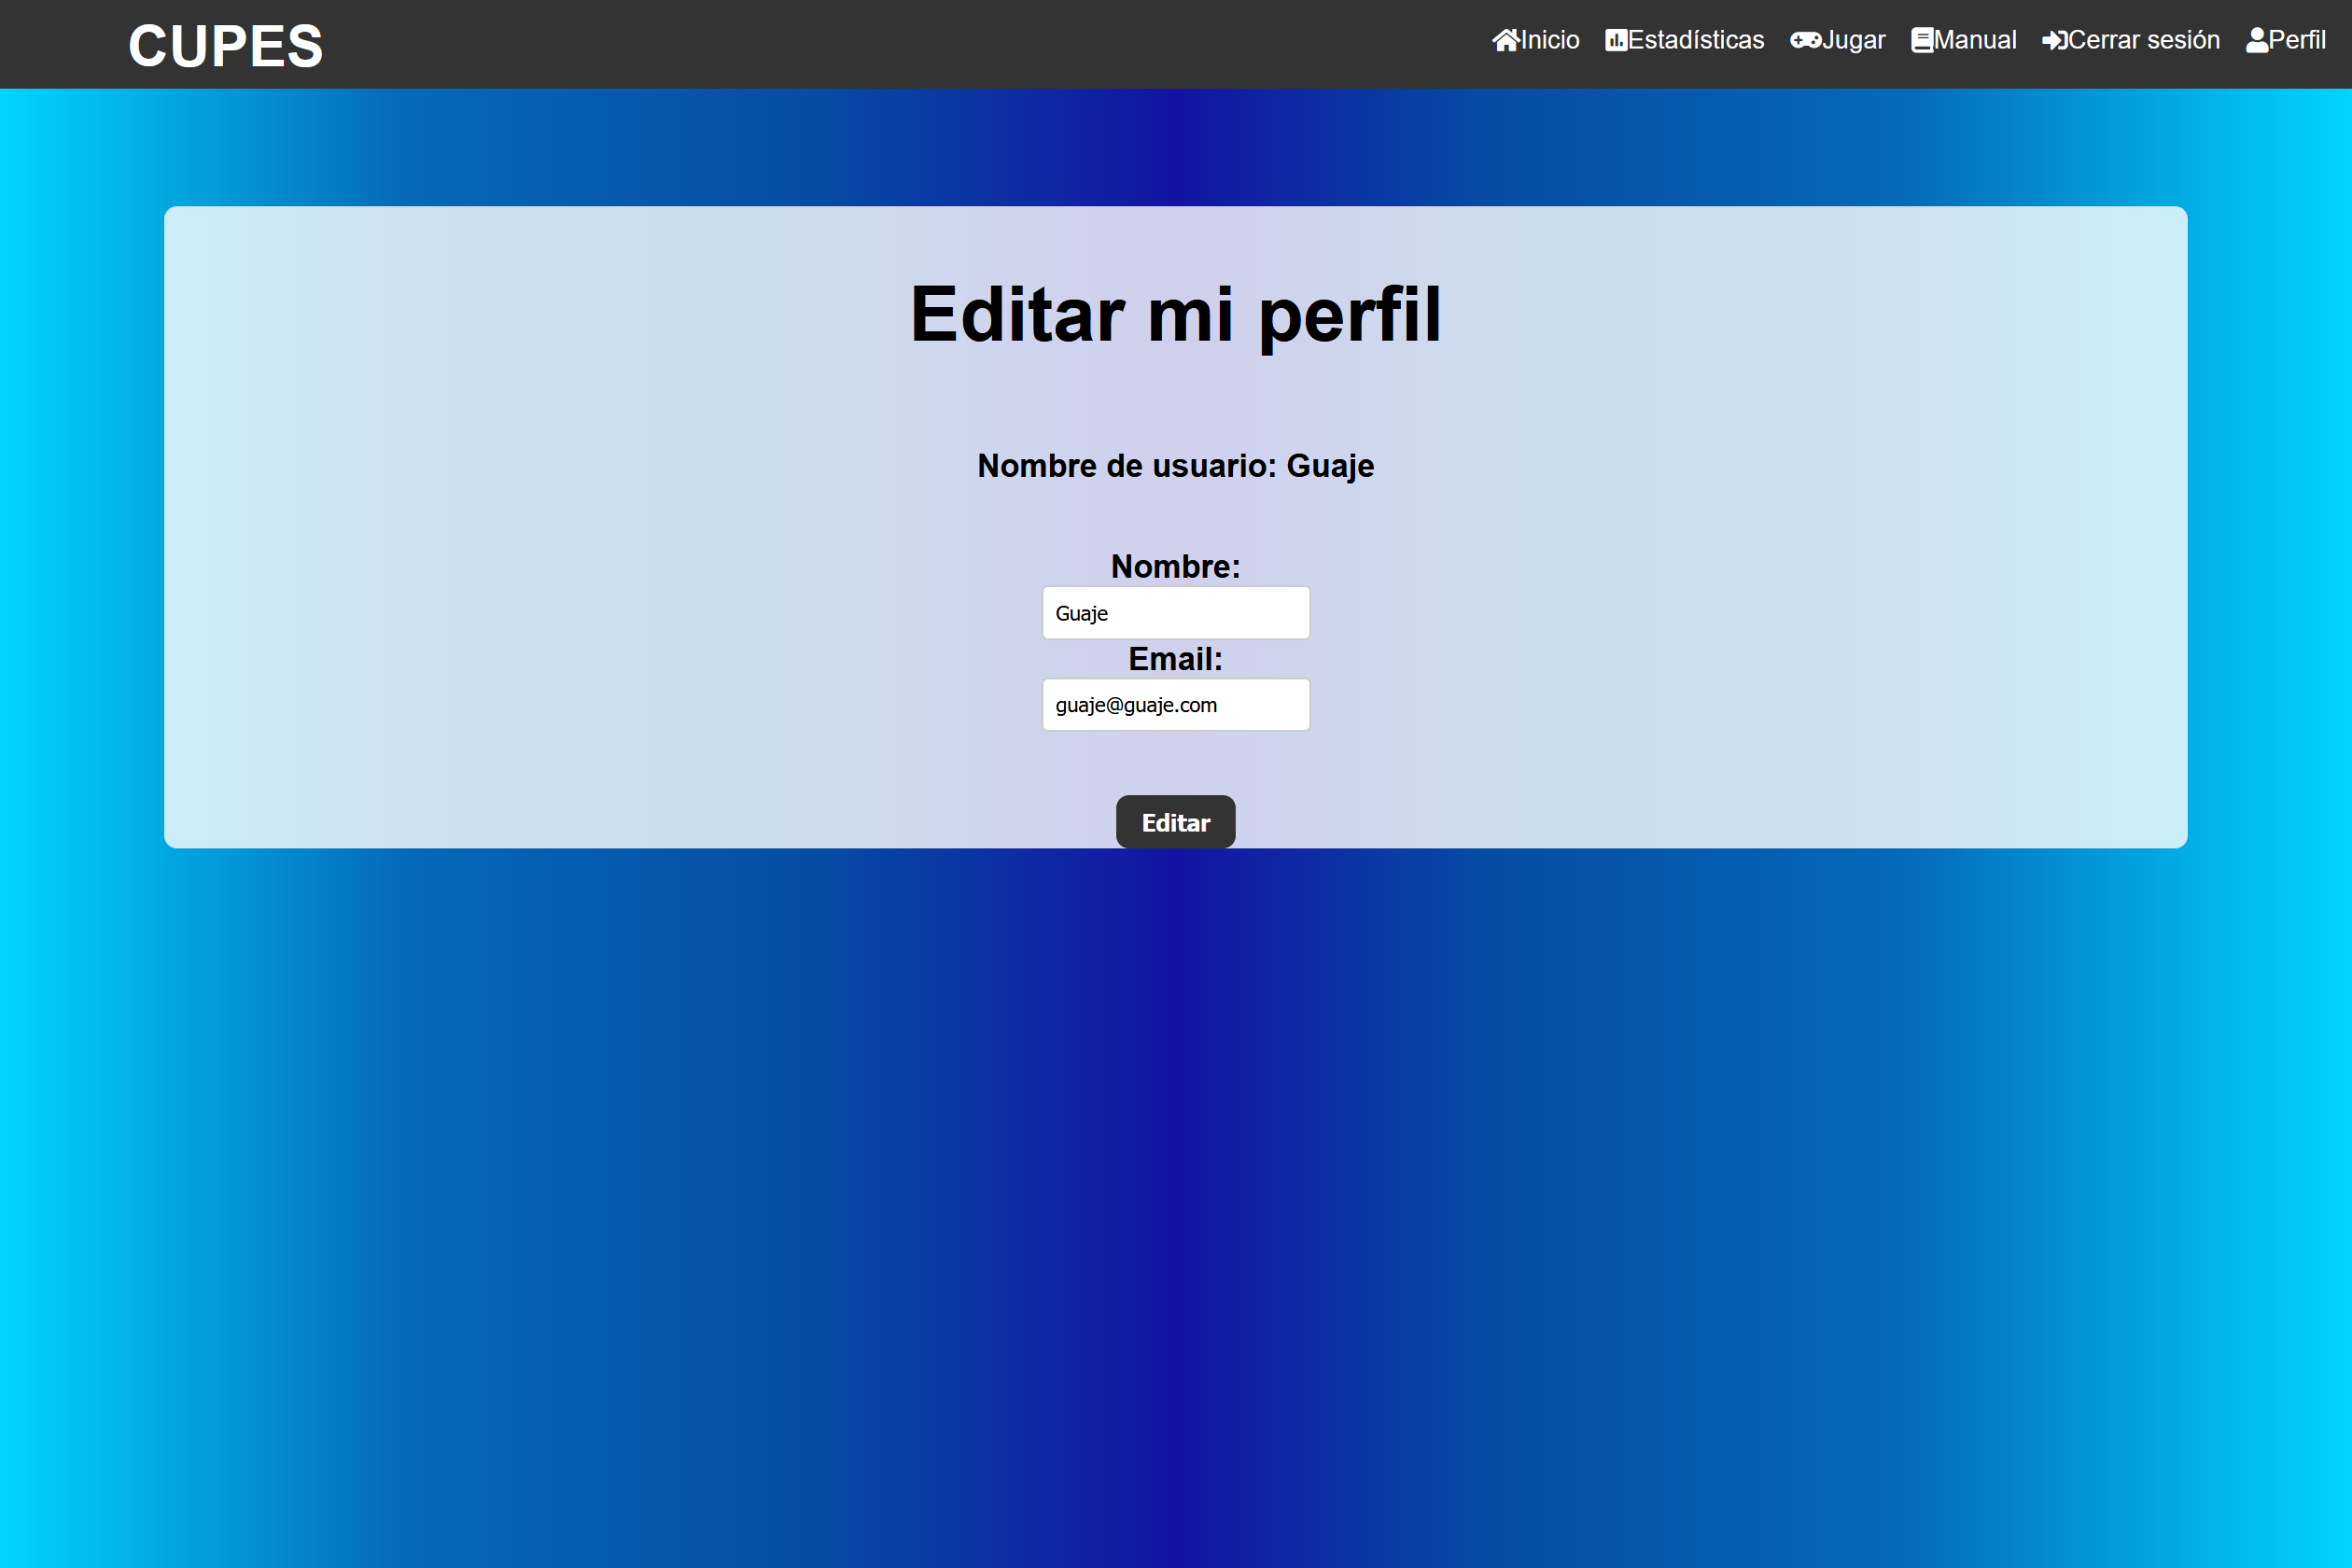 CUPES
Inicio Estadísticas Jugar Manual Cerrar sesión Perfil
Editar mi perfil
Nombre de usuario: Guaje
Nombre:
Guaje
Email:
guaje@guaje.com
Editar